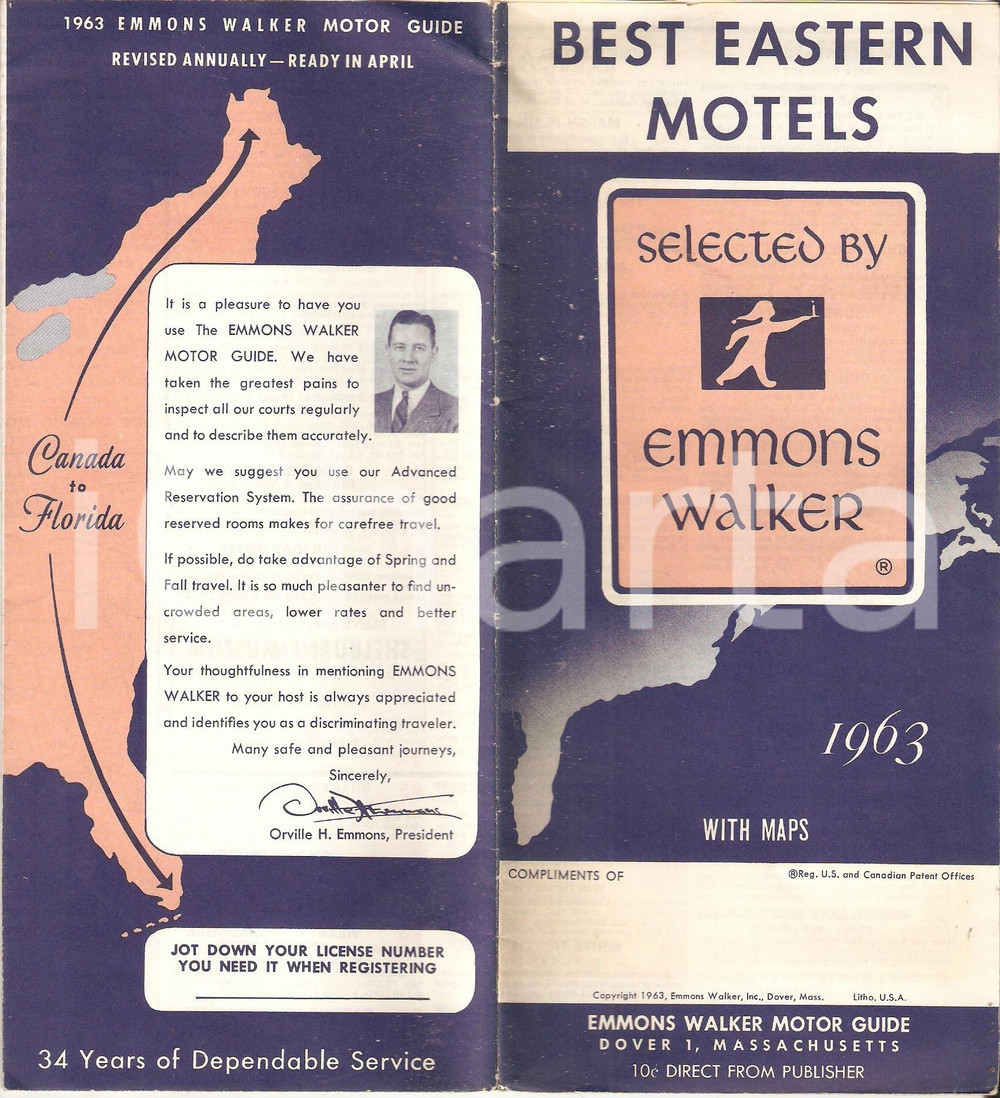 1963 EMMONS WALKER MOTOR GUIDE
REVISED ANNUALLY — READY IN APRIL
It is a pleasure to have you
use The EMMONS WALKER
MOTOR GUIDE. We have
taken the greatest pains to
inspect all our courts regularly
and to describe them accurately.
May we suggest you use our Advanced
Reservation System. The assurance of good
reserved rooms makes for carefree travel.
If possible, do take advantage of Spring and
Fall travel. It is so much pleasanter to find un-
crowded areas, lower rates and better
service.
Your thoughtfulness in mentioning EMMONS
WALKER to your host is always appreciated
and identifies you as a discriminating traveler.
Many safe and pleasant journeys,
Sincerely,
Orville H. Emmons
Orville H. Emmons, President
Canada
to
Florida
JOT DOWN YOUR LICENSE NUMBER
YOU NEED IT WHEN REGISTERING
34 Years of Dependable Service
BEST EASTERN
MOTELS
SELECTED BY
EMMONS
WALKER
®
1963
WITH MAPS
COMPLIMENTS OF
®Reg. U.S. and Canadian Patent Offices
Copyright 1963, Emmons Walker, Inc., Dover, Mass. Litho. U.S.A.
EMMONS WALKER MOTOR GUIDE
DOVER 1, MASSACHUSETTS
10¢ DIRECT FROM PUBLISHER